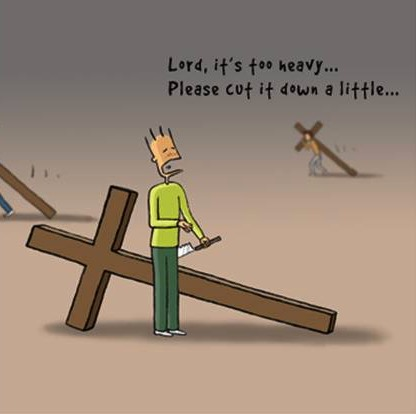 Lord, it's too heavy...
Please cut it down a little...